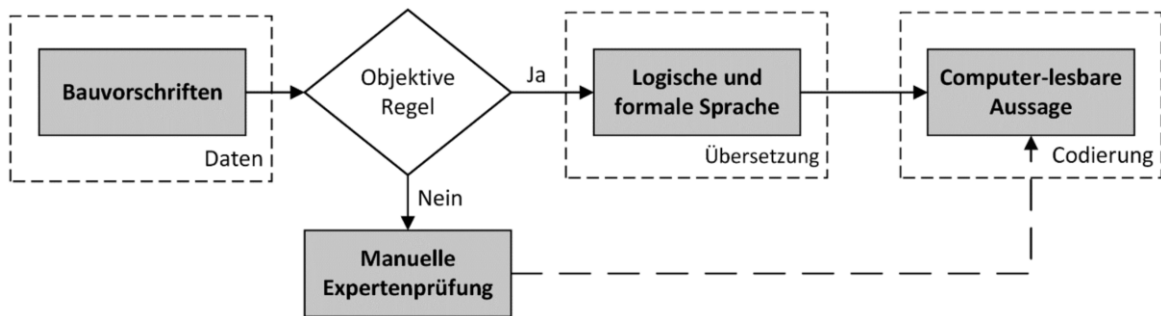 Bauvorschriften
Daten
Objektive
Regel
Ja
Nein
Logische und
formale Sprache
Übersetzung
Computer-lesbare
Aussage
Codierung
Manuelle
Expertenprüfung